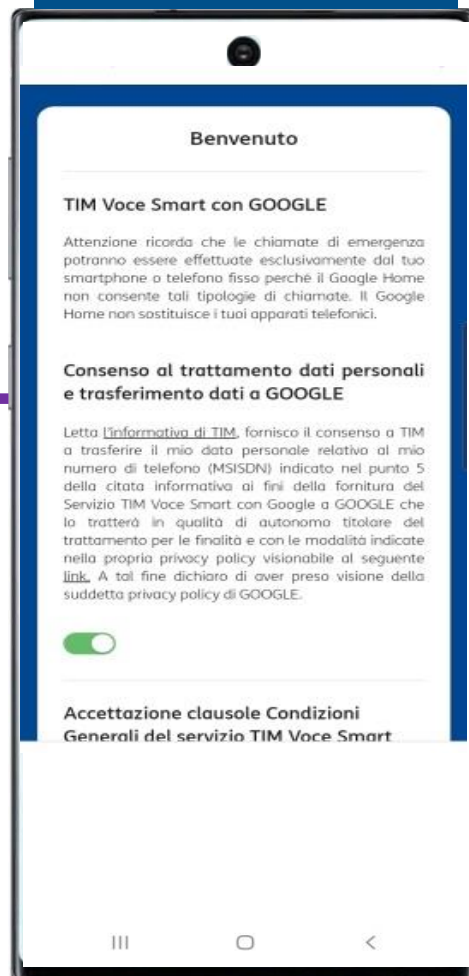 Benvenuto
TIM Voce Smart con GOOGLE
Attenzione ricorda che le chiamate di emergenza
potranno essere effettuate esclusivamente dal tuo
smartphone o telefono fisso perché il Google Home
non consente tali tipologie di chiamate. Il Google
Home non sostituisce i tuoi apparati telefonici.
Consenso al trattamento dati personali
e trasferimento dati a GOOGLE
Letta l'informativa di TIM, fornisco il consenso a TIM
a trasferire il mio dato personale relativo al mio
numero di telefono (MSISDN) indicato nel punto 5
della citata informativa ai fini della fornitura del
Servizio TIM Voce Smart con Google a GOOGLE che
lo tratterà in qualità di autonomo titolare del
trattamento per le finalità e con le modalità indicate
nella propria privacy policy visionabile al seguente
link. A tal fine dichiaro di aver preso visione della
suddetta privacy policy di GOOGLE.
Accettazione clausole Condizioni
Generali del servizio TIM Voce Smart